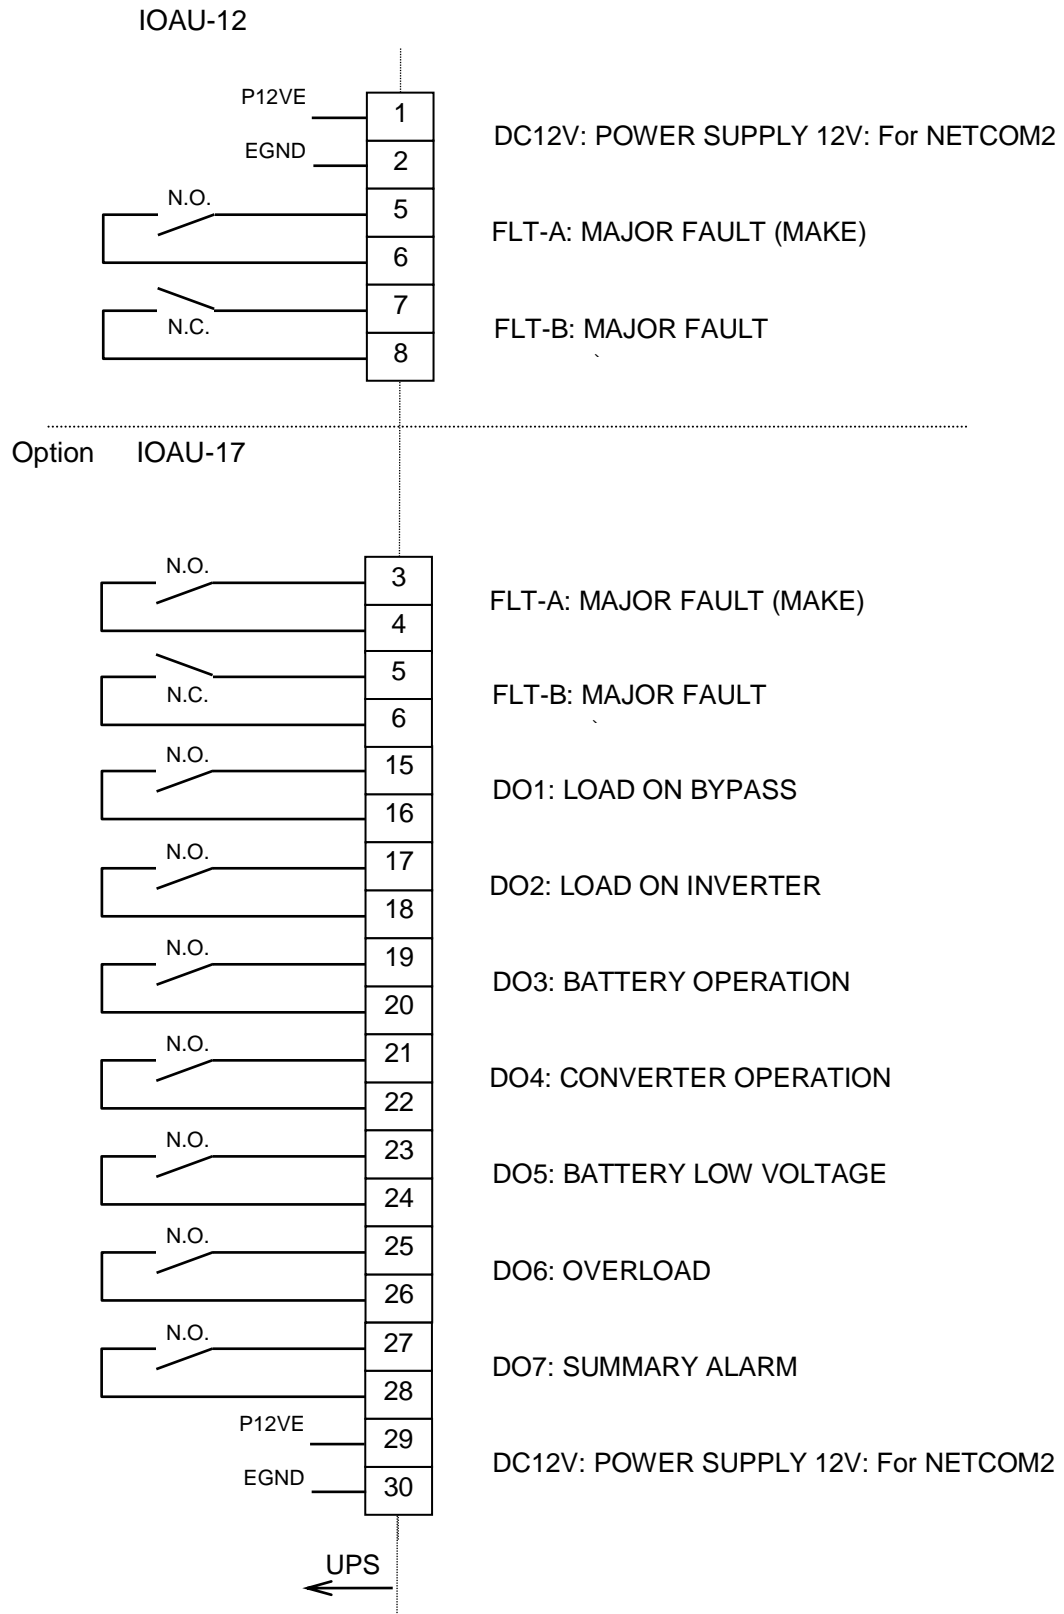 IOAU-12
P12VE
1
DC12V: POWER SUPPLY 12V: For NETCOM2
EGND
2
N.O.
5
FLT-A: MAJOR FAULT (MAKE)
6
7
N.C.
FLT-B: MAJOR FAULT
8
`
Option IOAU-17
N.O.
3
FLT-A: MAJOR FAULT (MAKE)
4
5
N.C.
FLT-B: MAJOR FAULT
6
`
N.O.
15
DO1: LOAD ON BYPASS
16
N.O.
17
DO2: LOAD ON INVERTER
18
N.O.
19
DO3: BATTERY OPERATION
20
N.O.
21
DO4: CONVERTER OPERATION
22
N.O.
23
DO5: BATTERY LOW VOLTAGE
24
N.O.
25
DO6: OVERLOAD
26
N.O.
27
DO7: SUMMARY ALARM
28
P12VE
29
DC12V: POWER SUPPLY 12V: For NETCOM2
EGND
30
UPS